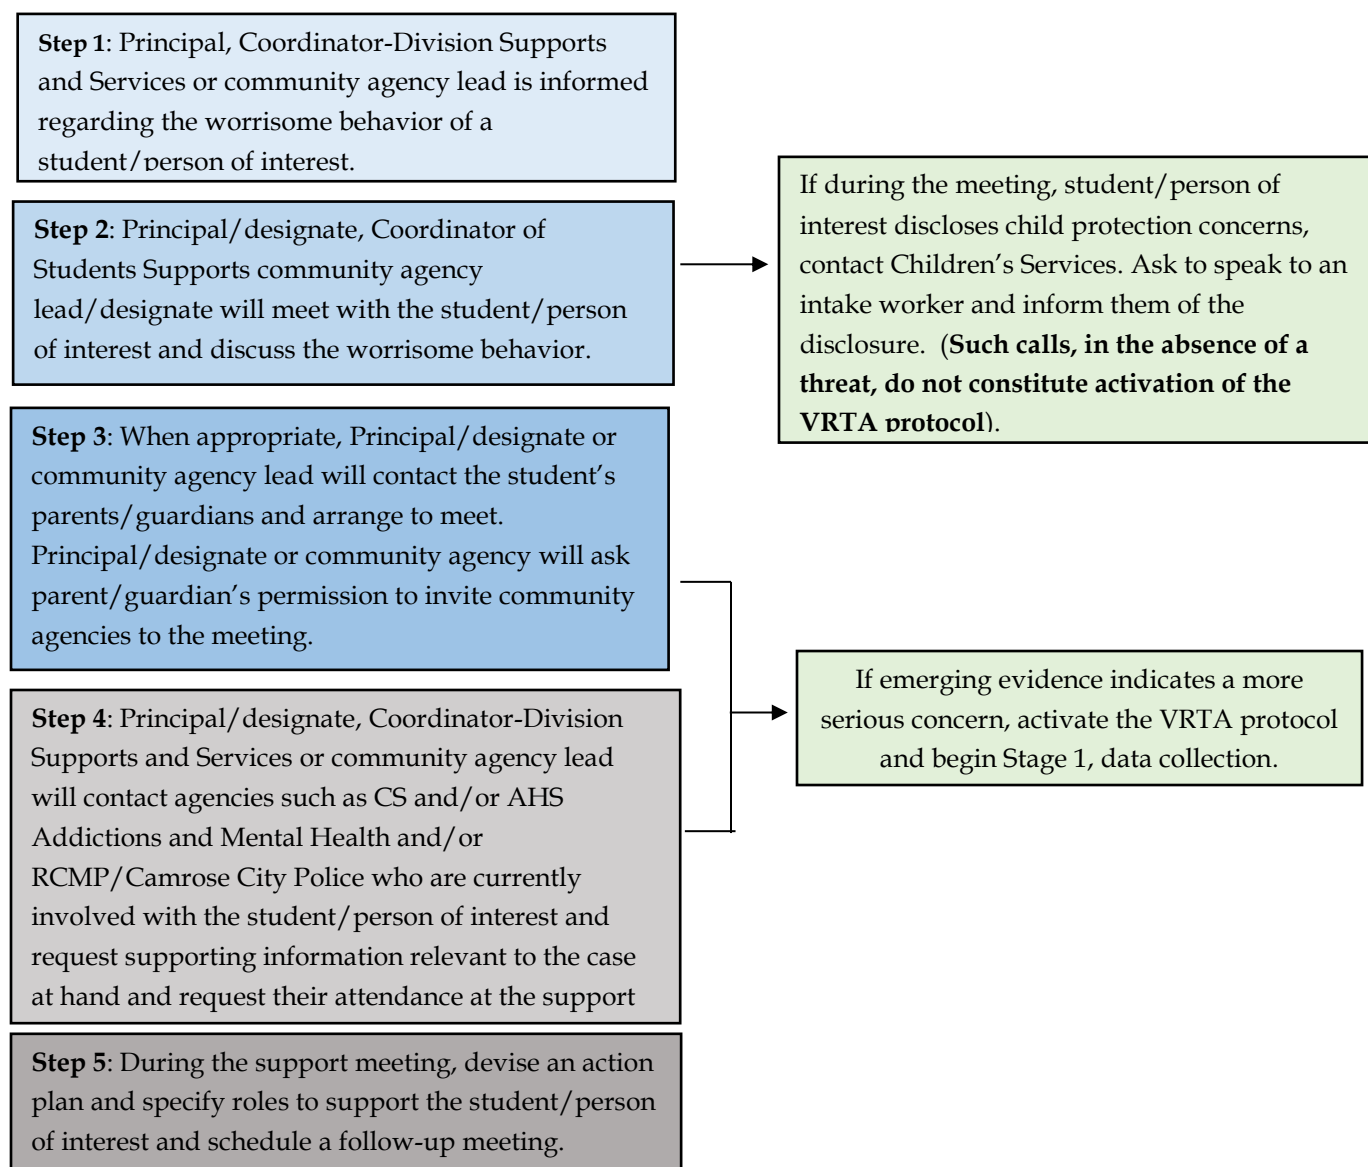 Step 1: Principal, Coordinator-Division Supports
and Services or community agency lead is informed
regarding the worrisome behavior of a
student/person of interest.
Step 2: Principal/designate, Coordinator of
Students Supports community agency
lead/designate will meet with the student/person
of interest and discuss the worrisome behavior.
If during the meeting, student/person of
interest discloses child protection concerns,
contact Children’s Services. Ask to speak to an
intake worker and inform them of the
disclosure.  (Such calls, in the absence of a
threat, do not constitute activation of the
VRTA protocol).
Step 3: When appropriate, Principal/designate or
community agency lead will contact the student’s
parents/guardians and arrange to meet.
Principal/designate or community agency will ask
parent/guardian’s permission to invite community
agencies to the meeting.
If emerging evidence indicates a more
serious concern, activate the VRTA protocol
and begin Stage 1, data collection.
Step 4: Principal/designate, Coordinator-Division
Supports and Services or community agency lead
will contact agencies such as CS and/or AHS
Addictions and Mental Health and/or
RCMP/Camrose City Police who are currently
involved with the student/person of interest and
request supporting information relevant to the case
at hand and request their attendance at the support
Step 5: During the support meeting, devise an action
plan and specify roles to support the student/person
of interest and schedule a follow-up meeting.